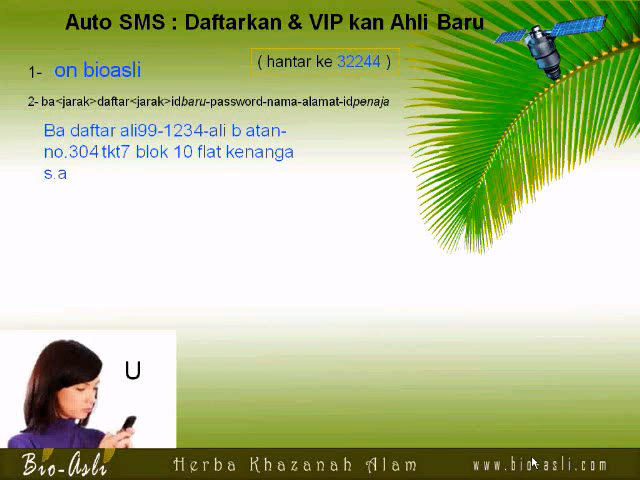 Auto SMS : Daftarkan & VIP kan Ahli Baru
( hantar ke 32244 )
1- on bioasli
2- ba<jarak>daftar<jarak>idbaru-password-nama-alamat-idpenaja
Ba daftar ali99-1234-ali b atan-
no.304 tkt7 blok 10 flat kenanga
s.a
U
Bio-Asli
Herba Khazanah Alam
www.bio-asli.com